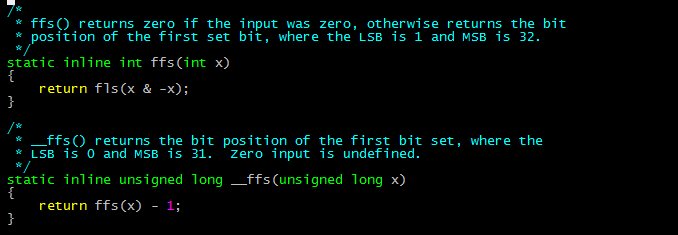 /*
 * ffs() returns zero if the input was zero, otherwise returns the bit
 * position of the first set bit, where the LSB is 1 and MSB is 32.
 */
static inline int ffs(int x)
{
    return fls(x & -x);
}
/*
 * __ffs() returns the bit position of the first bit set, where the
 * LSB is 0 and MSB is 31.  Zero input is undefined.
 */
static inline unsigned long __ffs(unsigned long x)
{
    return ffs(x) - 1;
}